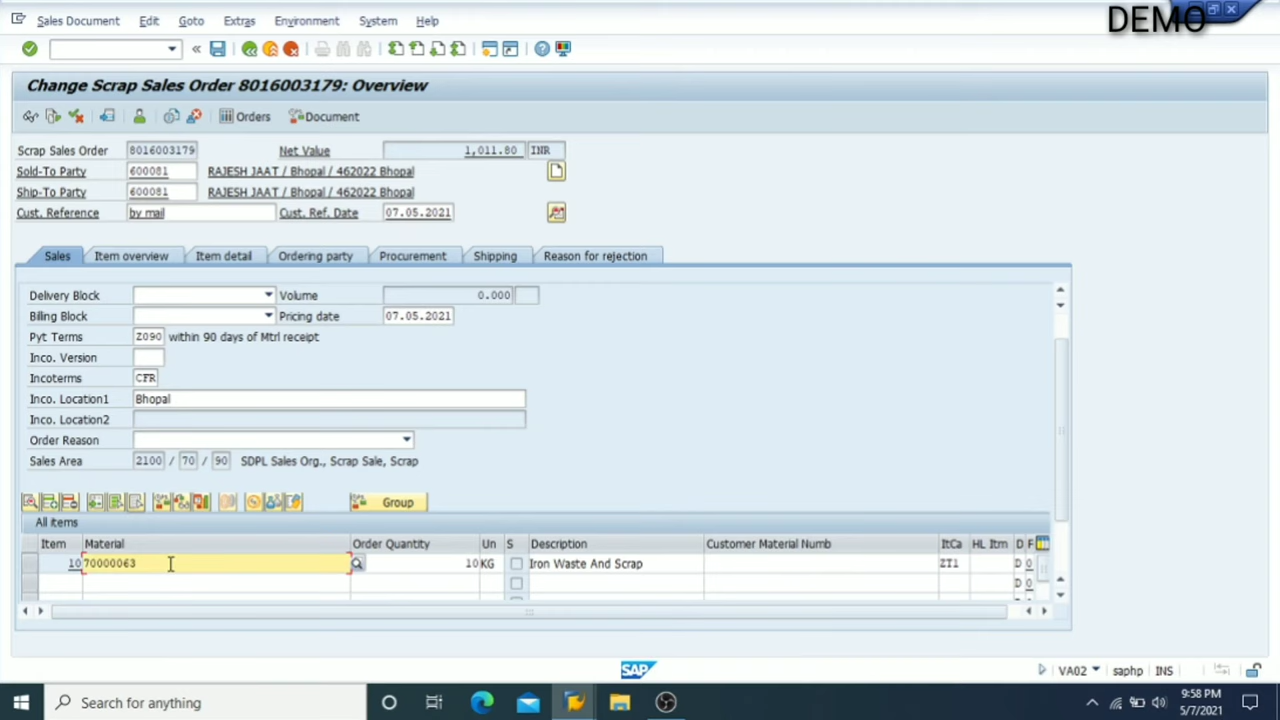 DEMO
Sales Document Edit Goto Extras Environment System Help
Change Scrap Sales Order 8016003179: Overview
Orders Document
Scrap Sales Order 8016003179 Net Value 1,011.80 INR
Sold-To Party 600081 RAJESH JAAT / Bhopal / 462022 Bhopal
Ship-To Party 600081 RAJESH JAAT / Bhopal / 462022 Bhopal
Cust. Reference by mail Cust. Ref. Date 07.05.2021
Sales Item overview Item detail Ordering party Procurement Shipping Reason for rejection
Delivery Block Volume 0.000
Billing Block Pricing date 07.05.2021
Pyt Terms Z090 within 90 days of Mtrl receipt
Inco. Version
Incoterms CFR
Inco. Location1 Bhopal
Inco. Location2
Order Reason
Sales Area 2100 / 70 / 90 SDPL Sales Org., Scrap Sale, Scrap
Group
All items
Item Material Order Quantity Un S Description Customer Material Numb ItCa HL Itm D F
10 70000063 10 KG Iron Waste And Scrap ZT1 D 0
D 0
SAP VA02 saphp INS
Search for anything 9:58 PM
5/7/2021